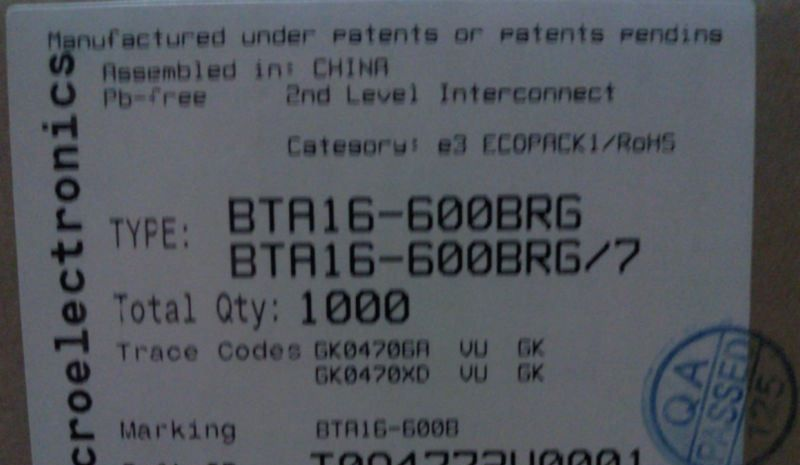 Manufactured under patents or patents pending
Assembled in: CHINA
Pb-free 2nd Level Interconnect
Category: e3 ECOPACK1/RoHS
TYPE: BTA16-600BRG
BTA16-600BRG/7
Total Qty: 1000
Trace Codes GK0470GA VU GK
GK0470XD VU GK
Marking BTA16-600B
croelectronics
QA
PASSED
125